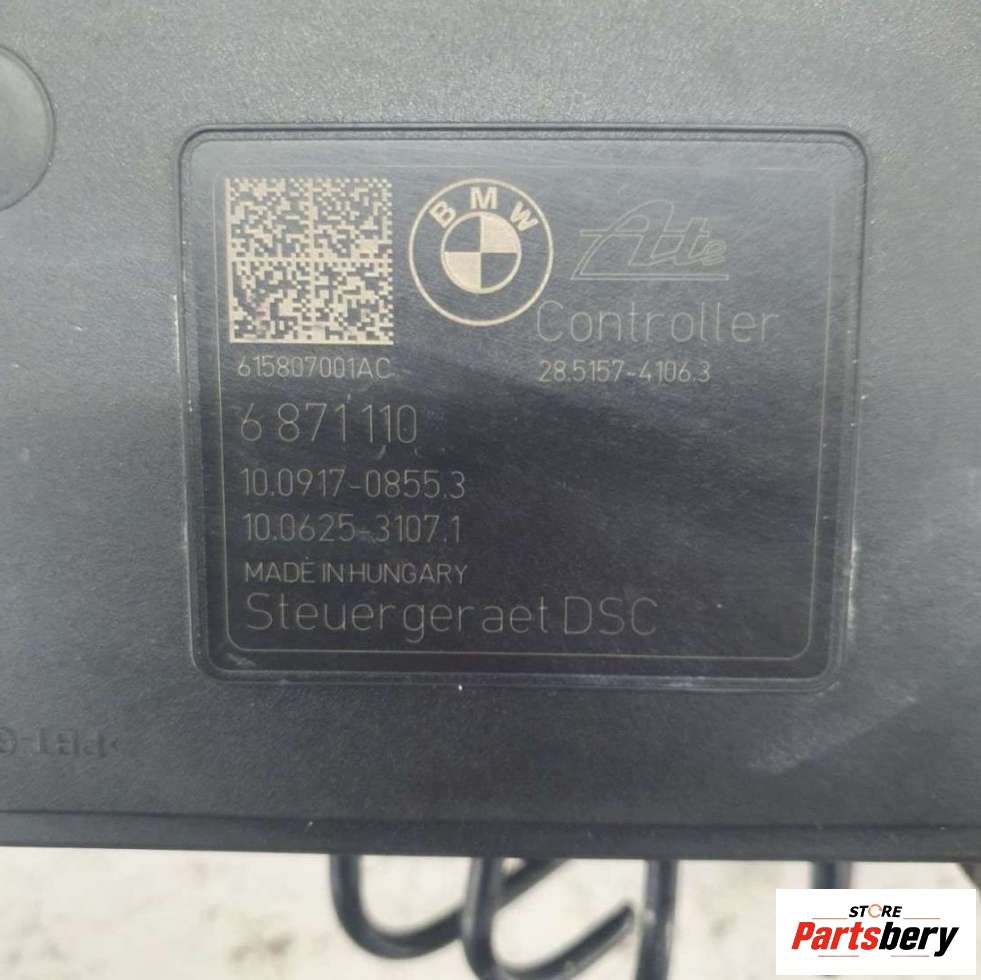 BMW
Ate
Controller
615807001AC
28.5157-4106.3
6 871 110
10.0917-0855.3
10.0625-3107.1
MADE IN HUNGARY
Steuergeraet DSC
STORE
Partsbery